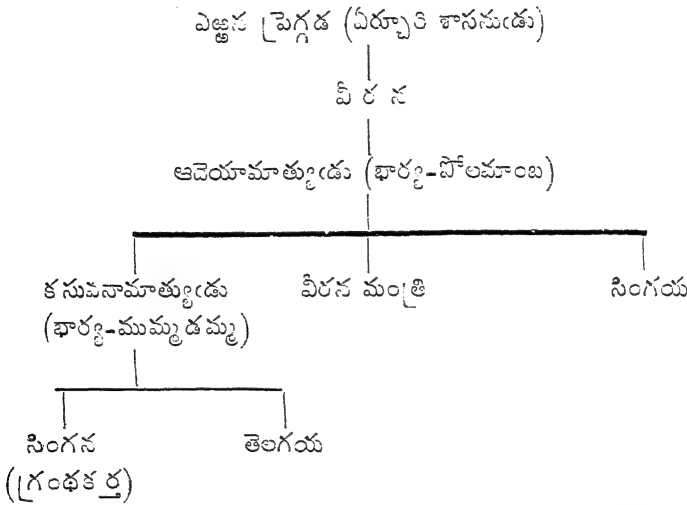 ఎఱ్ఱన ప్రెగ్గడ (ఏర్చూరి శాసనుఁడు)
వీరన
ఆదెయామాత్యుఁడు (భార్య-పోలమాంబ)
కసువనామాత్యుఁడు వీరన మంత్రి సింగయ
(భార్య-ముమ్మడమ్మ)
సింగన తెలగయ
(గ్రంథకర్త)